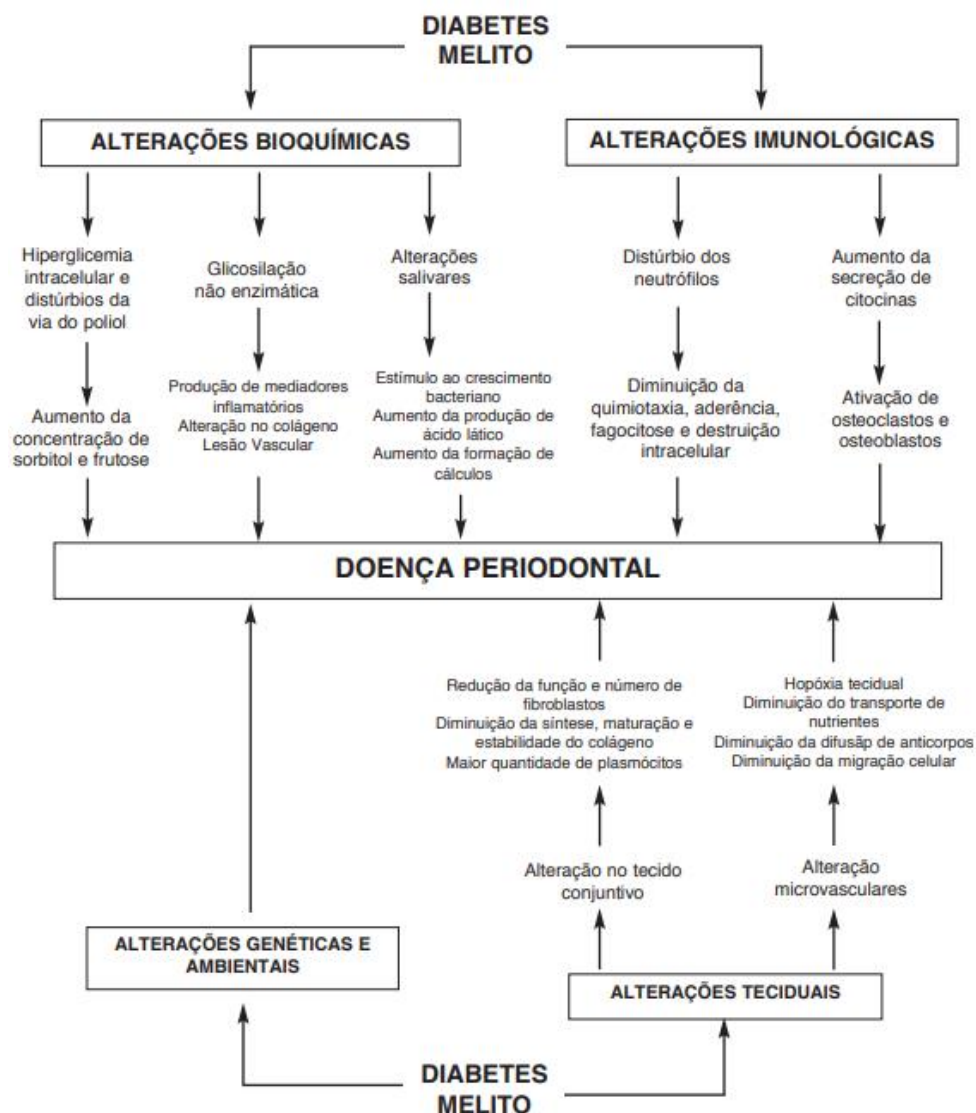 DIABETES
MELITO
ALTERAÇÕES BIOQUÍMICAS
ALTERAÇÕES IMUNOLÓGICAS
Hiperglicemia
intracelular e
distúrbios da
via do poliol
Glicosilação
não enzimática
Alterações
salivares
Distúrbio dos
neutrófilos
Aumento da
secreção de
citocinas
Aumento da
concentração de
sorbitol e frutose
Produção de mediadores
inflamatórios
Alteração no colágeno
Lesão Vascular
Estímulo ao crescimento
bacteriano
Aumento da produção de
ácido lático
Aumento da formação de
cálculos
Diminuição da
quimiotaxia, aderência,
fagocitose e destruição
intracelular
Ativação de
osteoclastos e
osteoblastos
DOENÇA PERIODONTAL
Redução da função e número de
fibroblastos
Diminuição da síntese, maturação e
estabilidade do colágeno
Maior quantidade de plasmócitos
Hopóxia tecidual
Diminuição do transporte de
nutrientes
Diminuição da difusãp de anticorpos
Diminuição da migração celular
Alteração no tecido
conjuntivo
Alteração
microvasculares
ALTERAÇÕES GENÉTICAS E
AMBIENTAIS
ALTERAÇÕES TECIDUAIS
DIABETES
MELITO